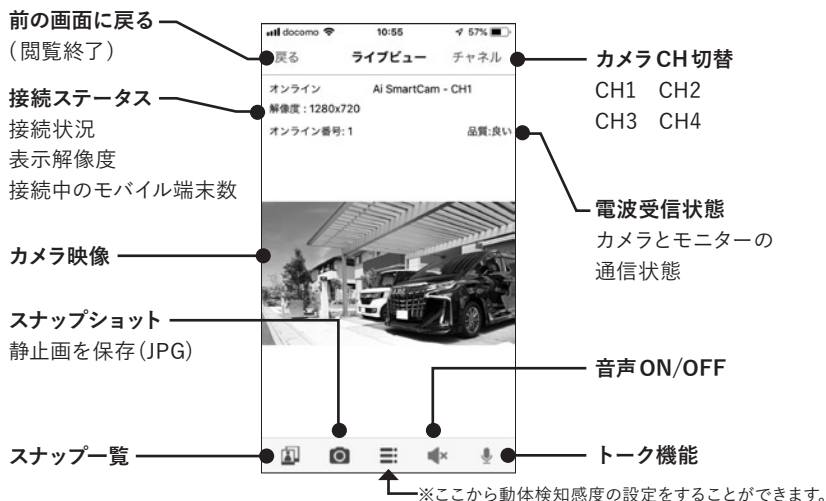 前の画面に戻る
(閲覧終了)
接続ステータス
接続状況
表示解像度
接続中のモバイル端末数
カメラ映像
スナップショット
静止画を保存(JPG)
スナップ一覧
docomo 10:55 57%
戻る ライブビュー チャネル
オンライン Ai SmartCam - CH1
解像度 : 1280x720
オンライン番号: 1 品質:良い
カメラCH切替
CH1 CH2
CH3 CH4
電波受信状態
カメラとモニターの
通信状態
音声ON/OFF
トーク機能
※ここから動体検知感度の設定をすることができます。